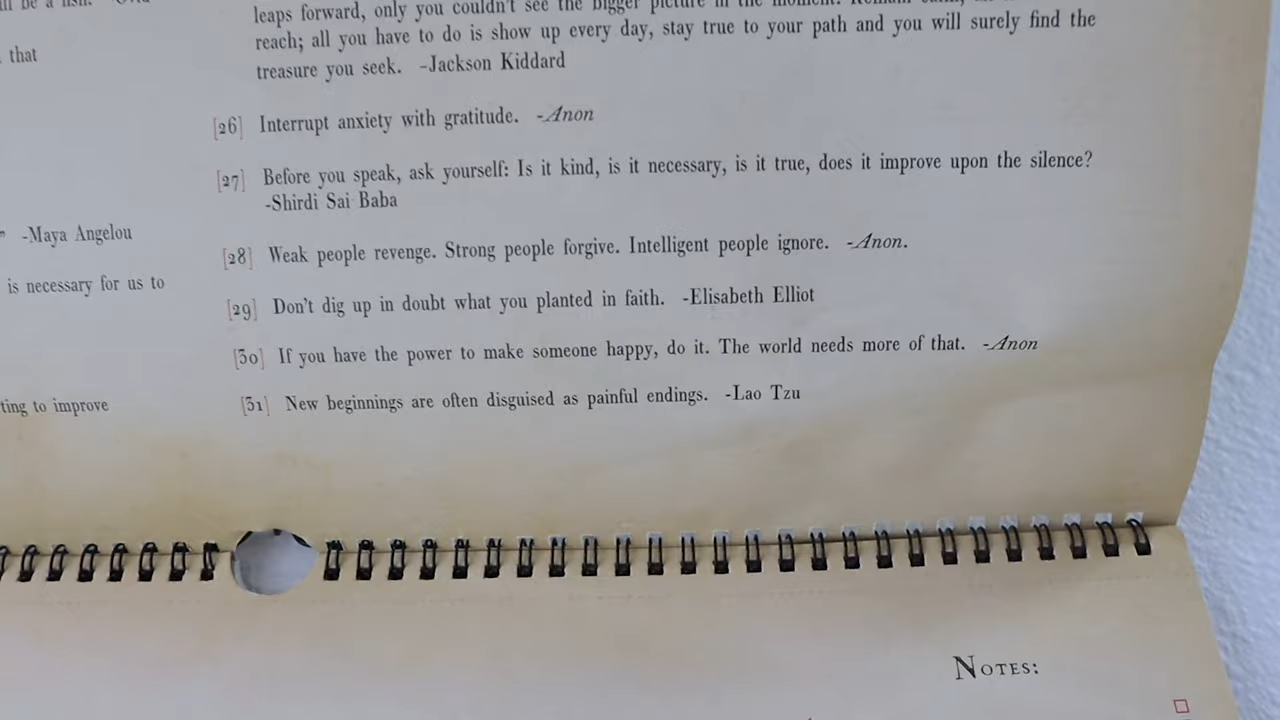 that
-Maya Angelou
is necessary for us to
ting to improve
leaps forward, only you couldn't see the bigger picture in the moment.
reach; all you have to do is show up every day, stay true to your path and you will surely find the
treasure you seek. -Jackson Kiddard
[26] Interrupt anxiety with gratitude. -Anon
[27] Before you speak, ask yourself: Is it kind, is it necessary, is it true, does it improve upon the silence?
-Shirdi Sai Baba
[28] Weak people revenge. Strong people forgive. Intelligent people ignore. -Anon.
[29] Don't dig up in doubt what you planted in faith. -Elisabeth Elliot
[30] If you have the power to make someone happy, do it. The world needs more of that. -Anon
[31] New beginnings are often disguised as painful endings. -Lao Tzu
NOTES: